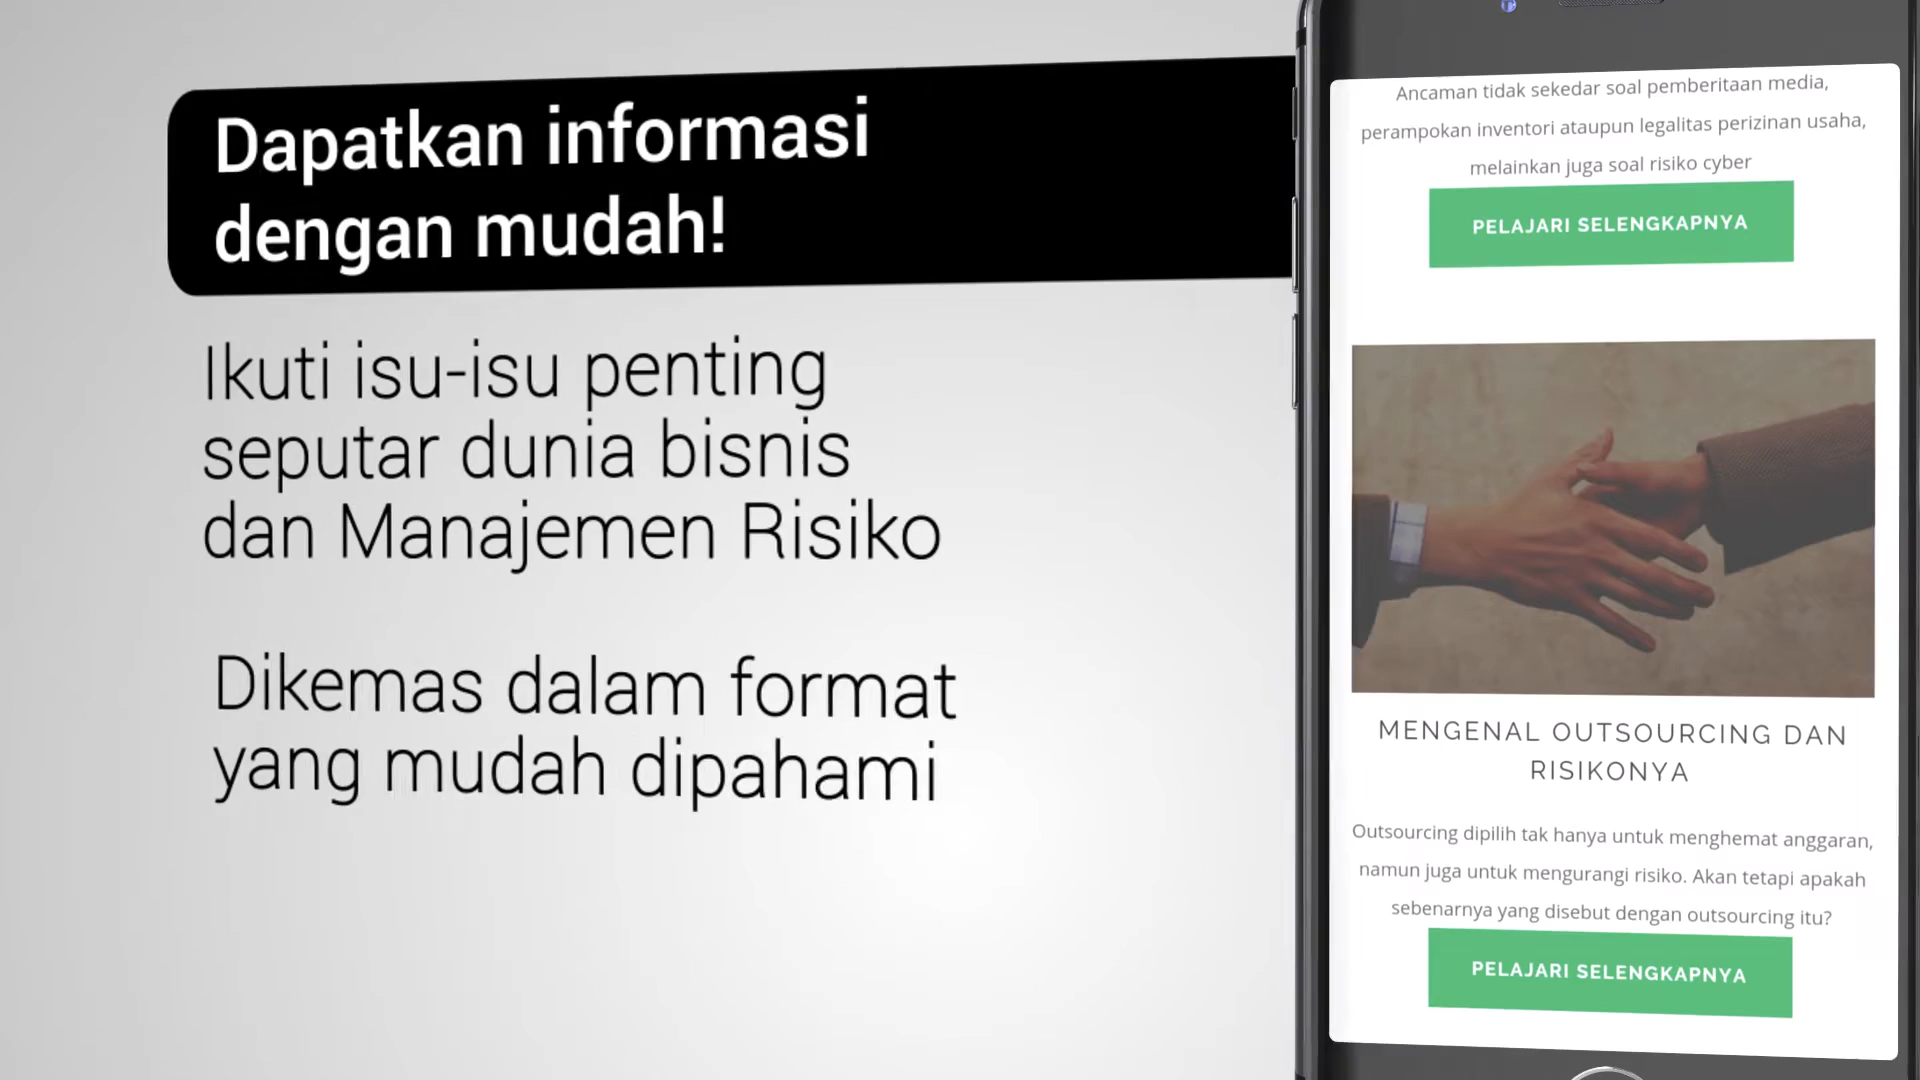 Dapatkan informasi
dengan mudah!
Ikuti isu-isu penting
seputar dunia bisnis
dan Manajemen Risiko
Dikemas dalam format
yang mudah dipahami
Ancaman tidak sekedar soal pemberitaan media,
perampokan inventori ataupun legalitas perizinan usaha,
melainkan juga soal risiko cyber
PELAJARI SELENGKAPNYA
MENGENAL OUTSOURCING DAN
RISIKONYA
Outsourcing dipilih tak hanya untuk menghemat anggaran,
namun juga untuk mengurangi risiko. Akan tetapi apakah
sebenarnya yang disebut dengan outsourcing itu?
PELAJARI SELENGKAPNYA